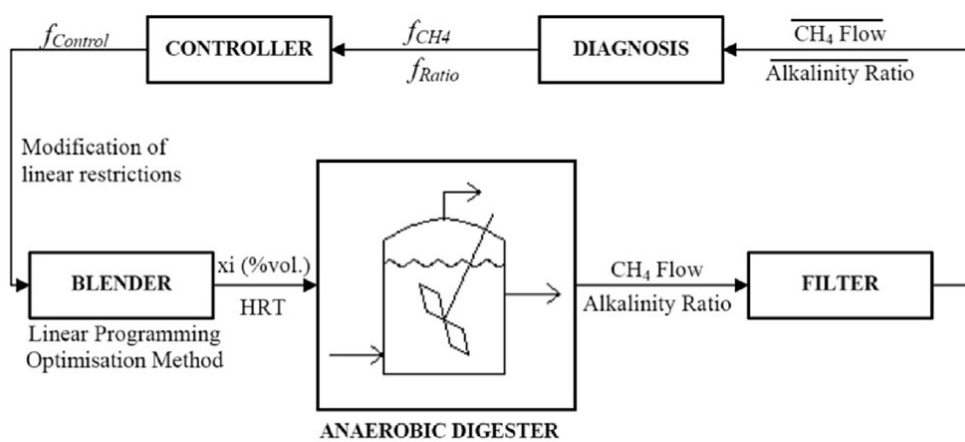 f_Control
CONTROLLER
f_CH4
f_Ratio
DIAGNOSIS
CH₄ Flow
Alkalinity Ratio
Modification of
linear restrictions
BLENDER
Linear Programming
Optimisation Method
xi (%vol.)
HRT
ANAEROBIC DIGESTER
CH₄ Flow
Alkalinity Ratio
FILTER